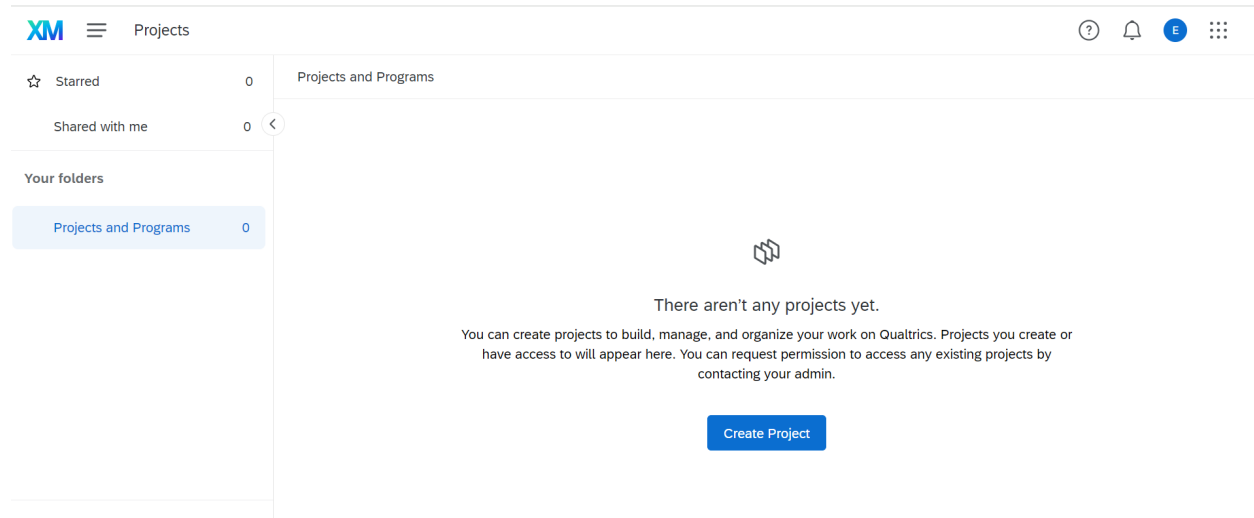 XM
Projects
?
E
Starred 0
Shared with me 0
Your folders
Projects and Programs 0
Projects and Programs
There aren't any projects yet.
You can create projects to build, manage, and organize your work on Qualtrics. Projects you create or
have access to will appear here. You can request permission to access any existing projects by
contacting your admin.
Create Project